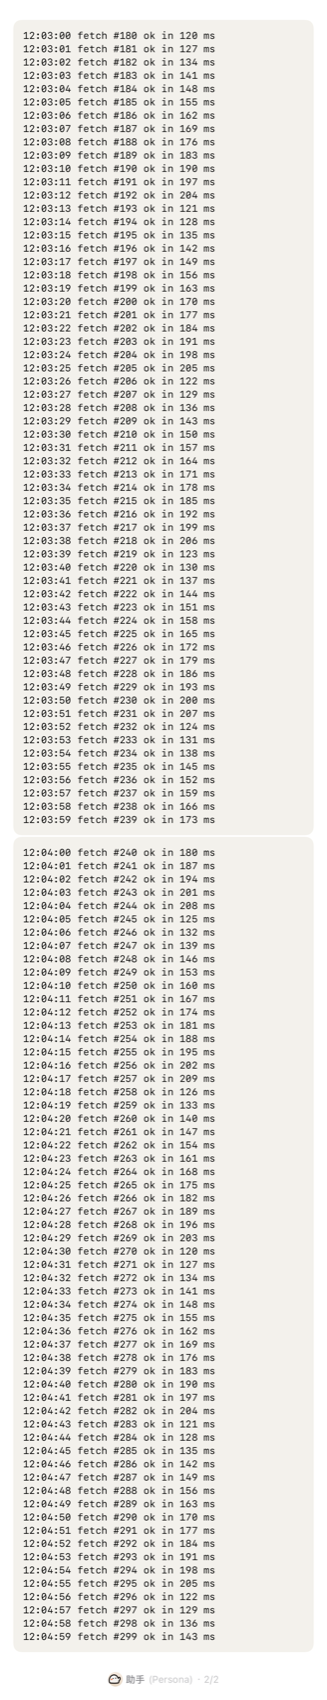 12:03:00 fetch #180 ok in 120 ms
12:03:01 fetch #181 ok in 127 ms
12:03:02 fetch #182 ok in 134 ms
12:03:03 fetch #183 ok in 141 ms
12:03:04 fetch #184 ok in 148 ms
12:03:05 fetch #185 ok in 155 ms
12:03:06 fetch #186 ok in 162 ms
12:03:07 fetch #187 ok in 169 ms
12:03:08 fetch #188 ok in 176 ms
12:03:09 fetch #189 ok in 183 ms
12:03:10 fetch #190 ok in 190 ms
12:03:11 fetch #191 ok in 197 ms
12:03:12 fetch #192 ok in 204 ms
12:03:13 fetch #193 ok in 121 ms
12:03:14 fetch #194 ok in 128 ms
12:03:15 fetch #195 ok in 135 ms
12:03:16 fetch #196 ok in 142 ms
12:03:17 fetch #197 ok in 149 ms
12:03:18 fetch #198 ok in 156 ms
12:03:19 fetch #199 ok in 163 ms
12:03:20 fetch #200 ok in 170 ms
12:03:21 fetch #201 ok in 177 ms
12:03:22 fetch #202 ok in 184 ms
12:03:23 fetch #203 ok in 191 ms
12:03:24 fetch #204 ok in 198 ms
12:03:25 fetch #205 ok in 205 ms
12:03:26 fetch #206 ok in 122 ms
12:03:27 fetch #207 ok in 129 ms
12:03:28 fetch #208 ok in 136 ms
12:03:29 fetch #209 ok in 143 ms
12:03:30 fetch #210 ok in 150 ms
12:03:31 fetch #211 ok in 157 ms
12:03:32 fetch #212 ok in 164 ms
12:03:33 fetch #213 ok in 171 ms
12:03:34 fetch #214 ok in 178 ms
12:03:35 fetch #215 ok in 185 ms
12:03:36 fetch #216 ok in 192 ms
12:03:37 fetch #217 ok in 199 ms
12:03:38 fetch #218 ok in 206 ms
12:03:39 fetch #219 ok in 123 ms
12:03:40 fetch #220 ok in 130 ms
12:03:41 fetch #221 ok in 137 ms
12:03:42 fetch #222 ok in 144 ms
12:03:43 fetch #223 ok in 151 ms
12:03:44 fetch #224 ok in 158 ms
12:03:45 fetch #225 ok in 165 ms
12:03:46 fetch #226 ok in 172 ms
12:03:47 fetch #227 ok in 179 ms
12:03:48 fetch #228 ok in 186 ms
12:03:49 fetch #229 ok in 193 ms
12:03:50 fetch #230 ok in 200 ms
12:03:51 fetch #231 ok in 207 ms
12:03:52 fetch #232 ok in 124 ms
12:03:53 fetch #233 ok in 131 ms
12:03:54 fetch #234 ok in 138 ms
12:03:55 fetch #235 ok in 145 ms
12:03:56 fetch #236 ok in 152 ms
12:03:57 fetch #237 ok in 159 ms
12:03:58 fetch #238 ok in 166 ms
12:03:59 fetch #239 ok in 173 ms
12:04:00 fetch #240 ok in 180 ms
12:04:01 fetch #241 ok in 187 ms
12:04:02 fetch #242 ok in 194 ms
12:04:03 fetch #243 ok in 201 ms
12:04:04 fetch #244 ok in 208 ms
12:04:05 fetch #245 ok in 125 ms
12:04:06 fetch #246 ok in 132 ms
12:04:07 fetch #247 ok in 139 ms
12:04:08 fetch #248 ok in 146 ms
12:04:09 fetch #249 ok in 153 ms
12:04:10 fetch #250 ok in 160 ms
12:04:11 fetch #251 ok in 167 ms
12:04:12 fetch #252 ok in 174 ms
12:04:13 fetch #253 ok in 181 ms
12:04:14 fetch #254 ok in 188 ms
12:04:15 fetch #255 ok in 195 ms
12:04:16 fetch #256 ok in 202 ms
12:04:17 fetch #257 ok in 209 ms
12:04:18 fetch #258 ok in 126 ms
12:04:19 fetch #259 ok in 133 ms
12:04:20 fetch #260 ok in 140 ms
12:04:21 fetch #261 ok in 147 ms
12:04:22 fetch #262 ok in 154 ms
12:04:23 fetch #263 ok in 161 ms
12:04:24 fetch #264 ok in 168 ms
12:04:25 fetch #265 ok in 175 ms
12:04:26 fetch #266 ok in 182 ms
12:04:27 fetch #267 ok in 189 ms
12:04:28 fetch #268 ok in 196 ms
12:04:29 fetch #269 ok in 203 ms
12:04:30 fetch #270 ok in 120 ms
12:04:31 fetch #271 ok in 127 ms
12:04:32 fetch #272 ok in 134 ms
12:04:33 fetch #273 ok in 141 ms
12:04:34 fetch #274 ok in 148 ms
12:04:35 fetch #275 ok in 155 ms
12:04:36 fetch #276 ok in 162 ms
12:04:37 fetch #277 ok in 169 ms
12:04:38 fetch #278 ok in 176 ms
12:04:39 fetch #279 ok in 183 ms
12:04:40 fetch #280 ok in 190 ms
12:04:41 fetch #281 ok in 197 ms
12:04:42 fetch #282 ok in 204 ms
12:04:43 fetch #283 ok in 121 ms
12:04:44 fetch #284 ok in 128 ms
12:04:45 fetch #285 ok in 135 ms
12:04:46 fetch #286 ok in 142 ms
12:04:47 fetch #287 ok in 149 ms
12:04:48 fetch #288 ok in 156 ms
12:04:49 fetch #289 ok in 163 ms
12:04:50 fetch #290 ok in 170 ms
12:04:51 fetch #291 ok in 177 ms
12:04:52 fetch #292 ok in 184 ms
12:04:53 fetch #293 ok in 191 ms
12:04:54 fetch #294 ok in 198 ms
12:04:55 fetch #295 ok in 205 ms
12:04:56 fetch #296 ok in 122 ms
12:04:57 fetch #297 ok in 129 ms
12:04:58 fetch #298 ok in 136 ms
12:04:59 fetch #299 ok in 143 ms
助手 (Persona) · 2/2